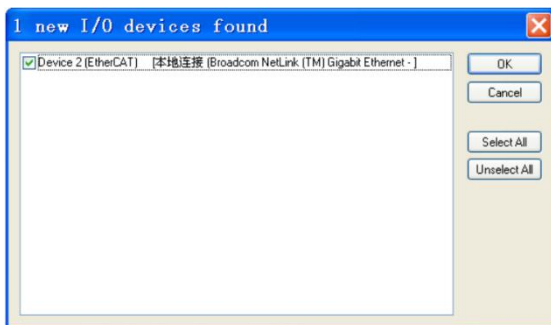 1 new I/O devices found
Device 2 (EtherCAT) [本地连接 (Broadcom NetLink (TM) Gigabit Ethernet - ]
OK
Cancel
Select All
Unselect All